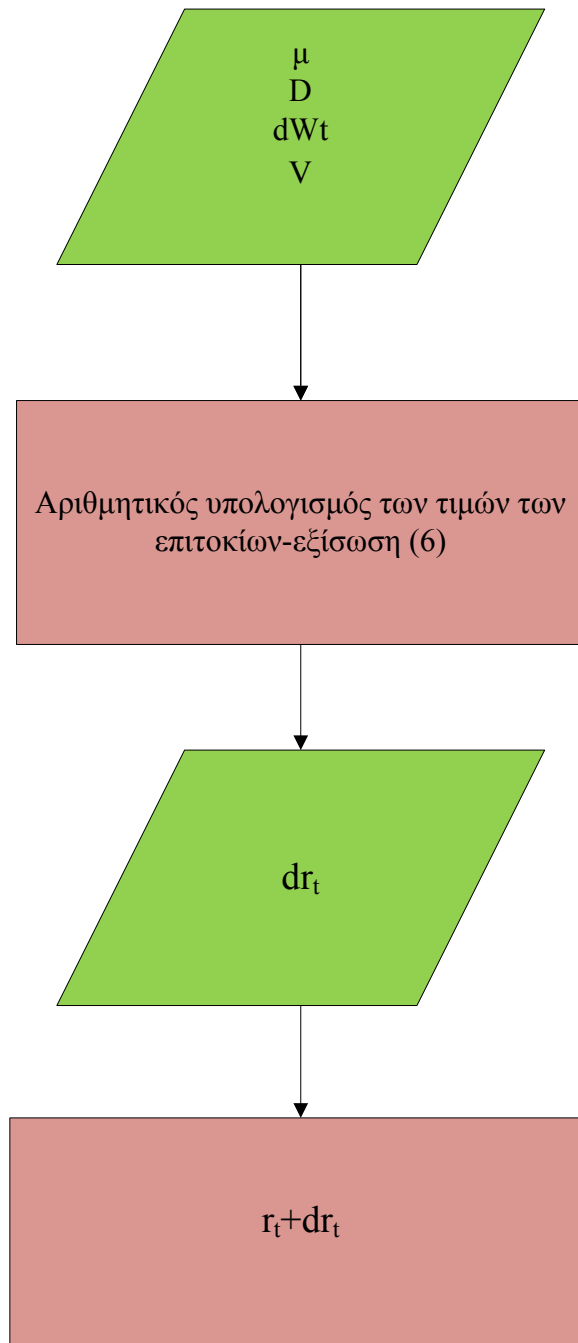 μ
D
dWt
V
Αριθμητικός υπολογισμός των τιμών των
επιτοκίων-εξίσωση (6)
drₜ
rₜ+drₜ